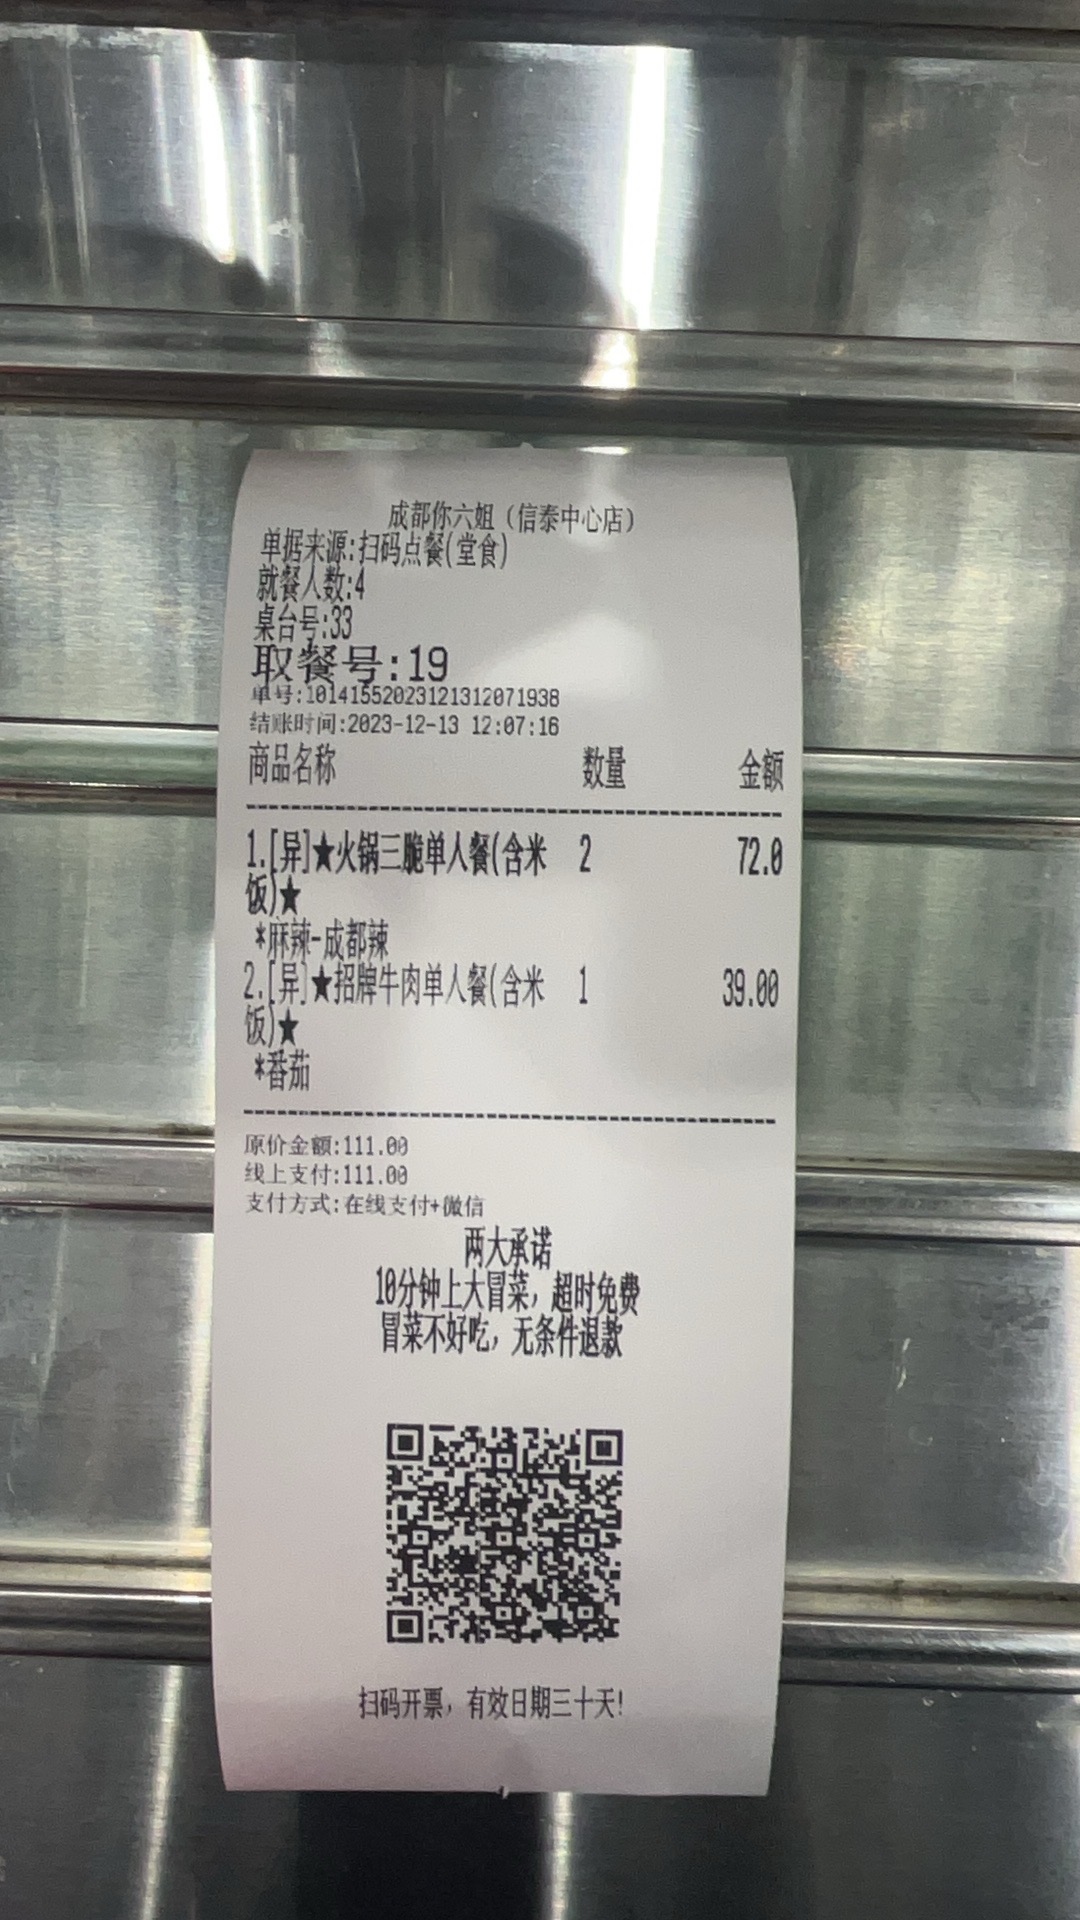 成都你六姐（信泰中心店）
单据来源:扫码点餐(堂食)
就餐人数:4
桌台号:33
取餐号:19
单号:10141552023121312071938
结账时间:2023-12-13 12:07:16
商品名称 数量 金额
1.[异]★火锅三脆单人餐(含米 2 72.0
饭)★
*麻辣-成都辣
2.[异]★招牌牛肉单人餐(含米 1 39.00
饭)★
*番茄
原价金额:111.00
线上支付:111.00
支付方式:在线支付+微信
两大承诺
10分钟上大冒菜，超时免费
冒菜不好吃，无条件退款
扫码开票，有效日期三十天!